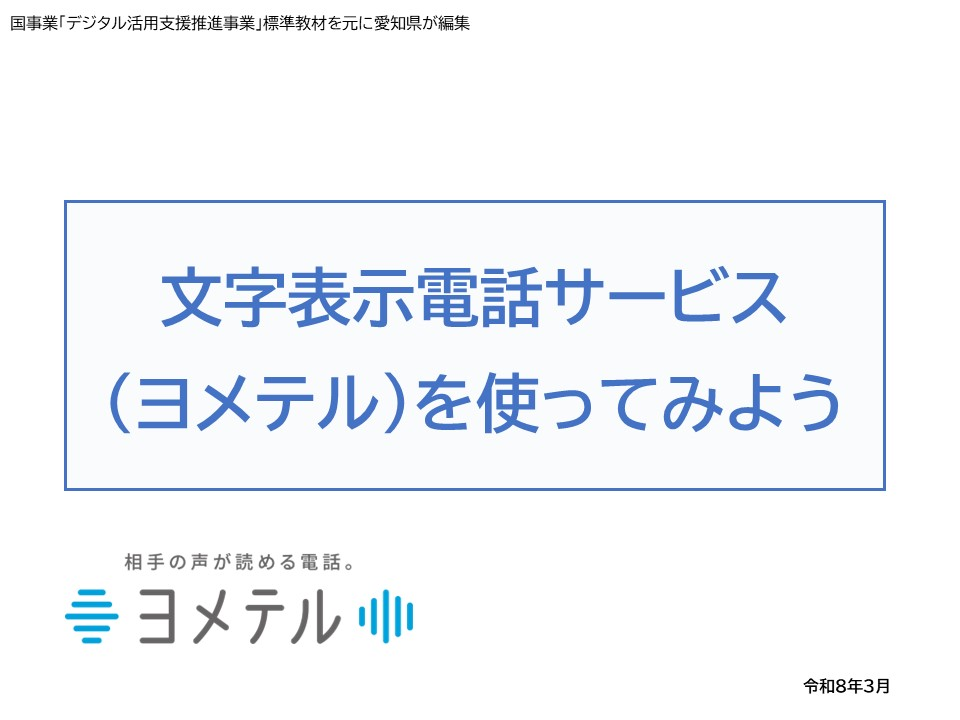 国事業「デジタル活用支援推進事業」標準教材を元に愛知県が編集
文字表示電話サービス
（ヨメテル）を使ってみよう
相手の声が読める電話。
ヨメテル
令和8年3月